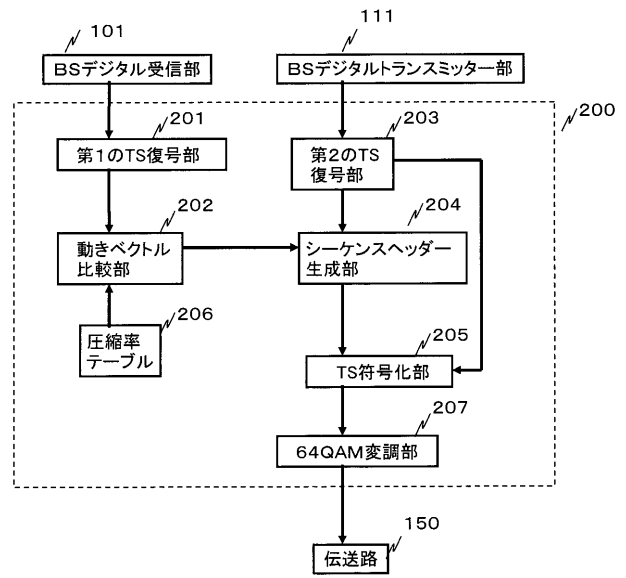 101
BSデジタル受信部
111
BSデジタルトランスミッター部
200
201
第1のTS復号部
203
第2のTS
復号部
202
動きベクトル
比較部
204
シーケンスヘッダー
生成部
206
圧縮率
テーブル
205
TS符号化部
207
64QAM変調部
150
伝送路